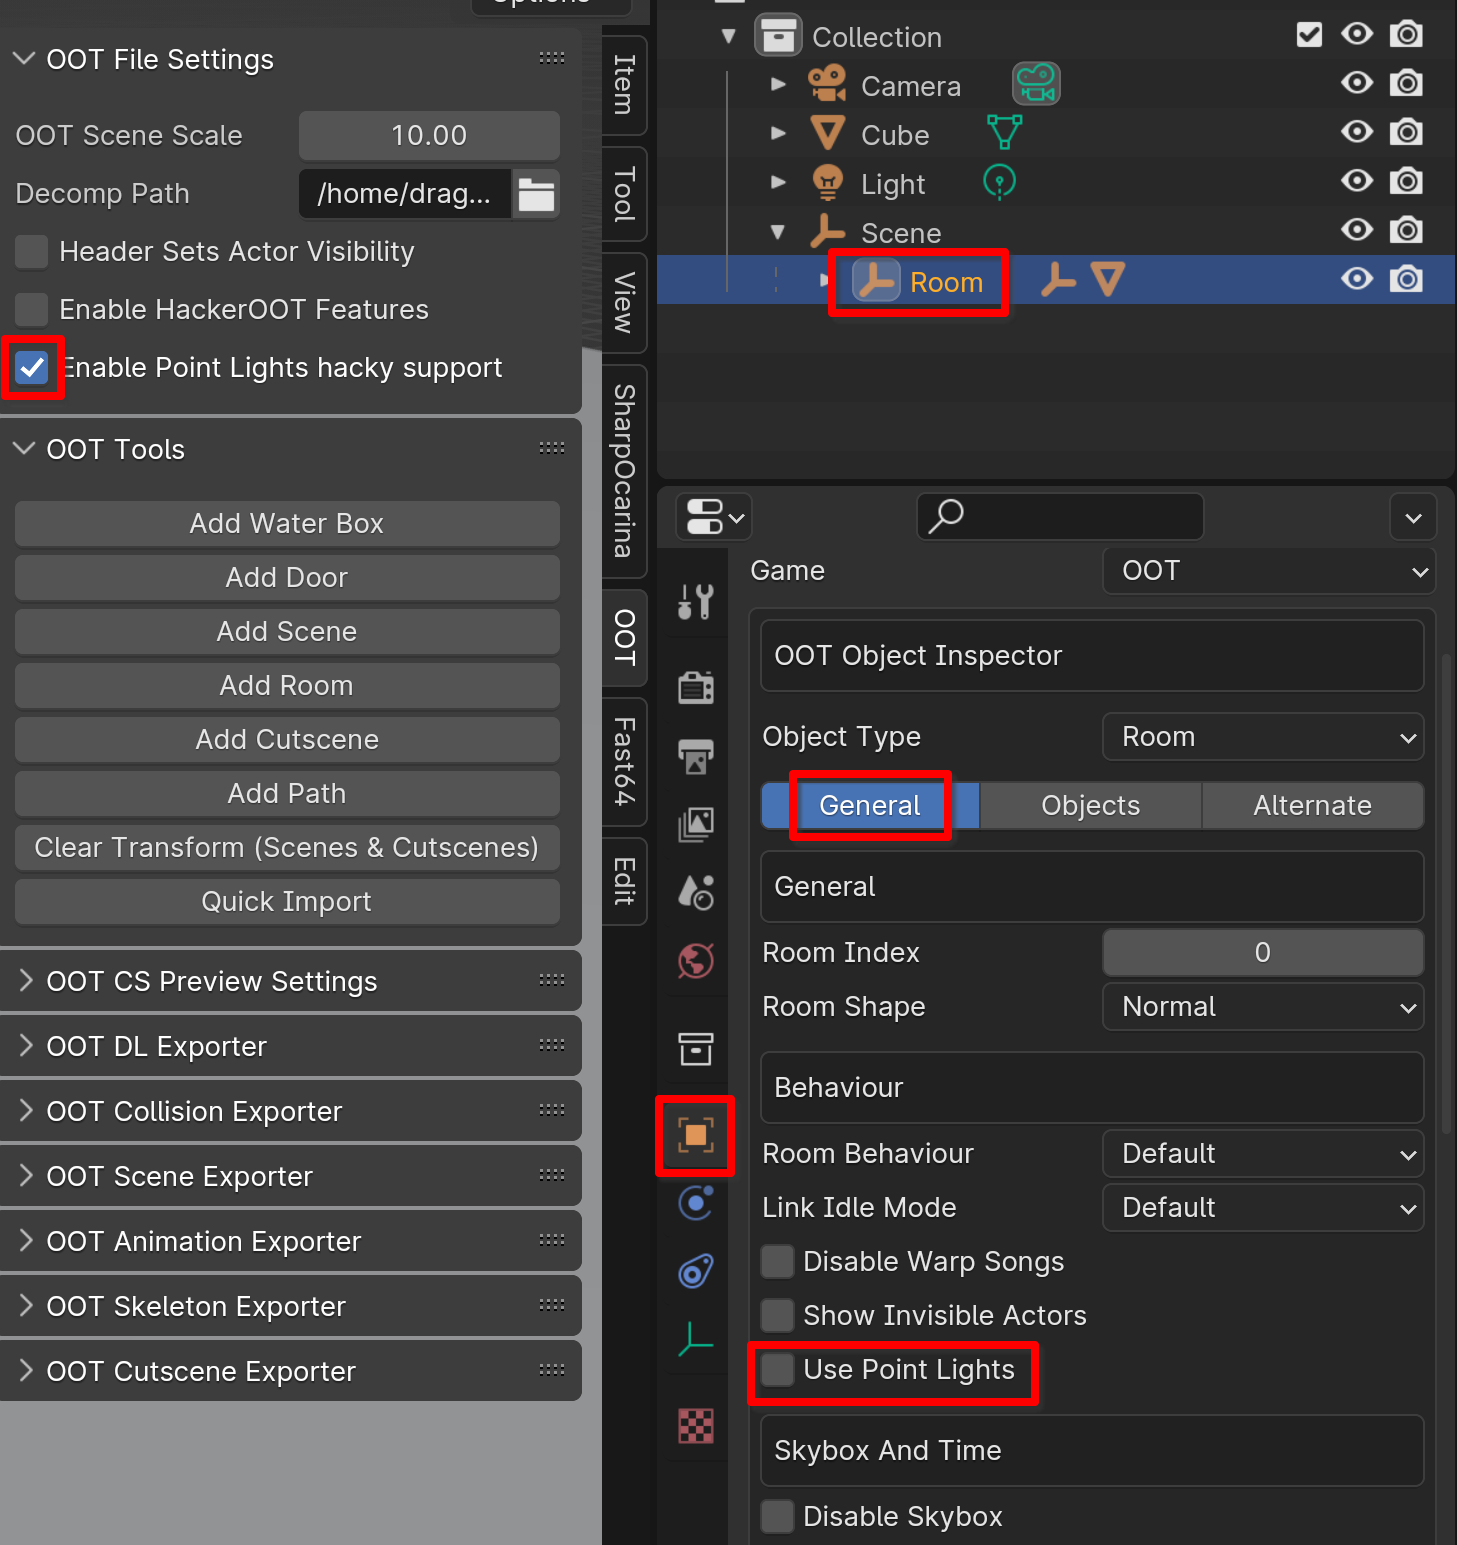 Options
OOT File Settings
OOT Scene Scale 10.00
Decomp Path /home/drag...
Header Sets Actor Visibility
Enable HackerOOT Features
Enable Point Lights hacky support
OOT Tools
Add Water Box
Add Door
Add Scene
Add Room
Add Cutscene
Add Path
Clear Transform (Scenes & Cutscenes)
Quick Import
OOT CS Preview Settings
OOT DL Exporter
OOT Collision Exporter
OOT Scene Exporter
OOT Animation Exporter
OOT Skeleton Exporter
OOT Cutscene Exporter
Item
Tool
View
SharpOcarina
OOT
Fast64
Edit
Collection
Camera
Cube
Light
Scene
Room
Game OOT
OOT Object Inspector
Object Type Room
General Objects Alternate
General
Room Index 0
Room Shape Normal
Behaviour
Room Behaviour Default
Link Idle Mode Default
Disable Warp Songs
Show Invisible Actors
Use Point Lights
Skybox And Time
Disable Skybox